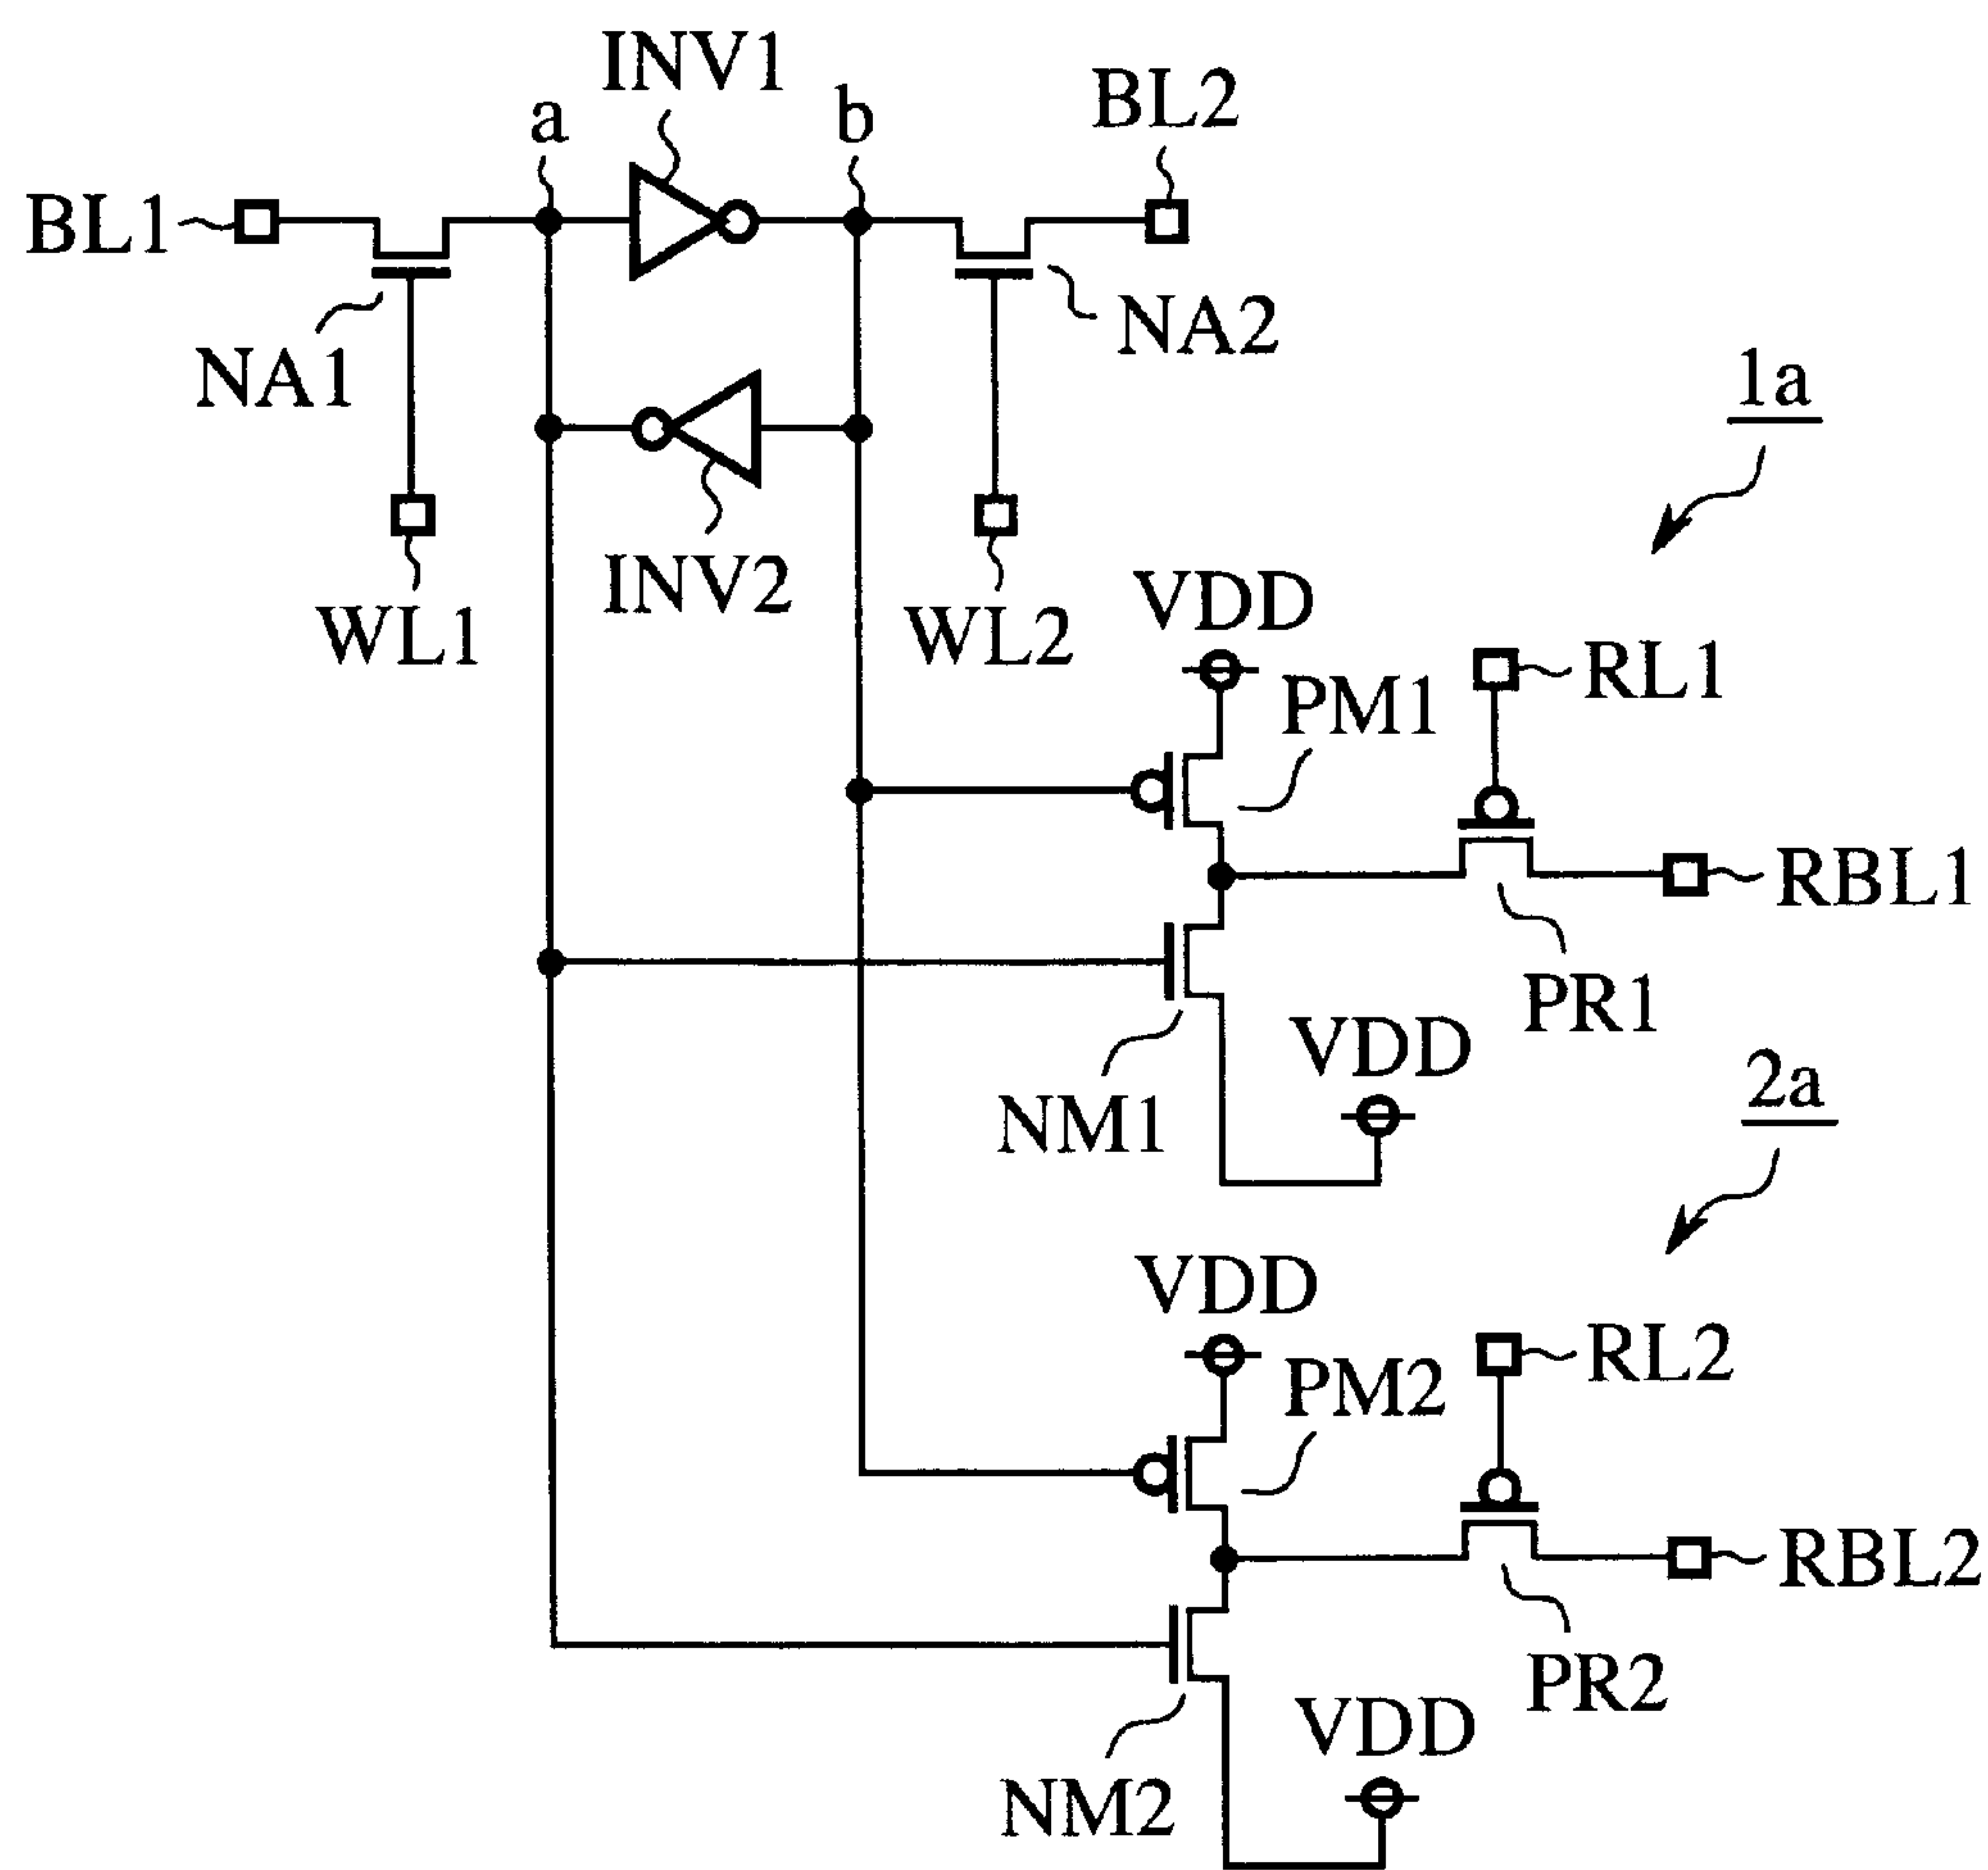 INV1
a
b
BL2
BL1
NA1
NA2
1a
WL1
INV2
WL2
VDD
RL1
PM1
RBL1
PR1
VDD
NM1
2a
VDD
RL2
PM2
RBL2
PR2
VDD
NM2